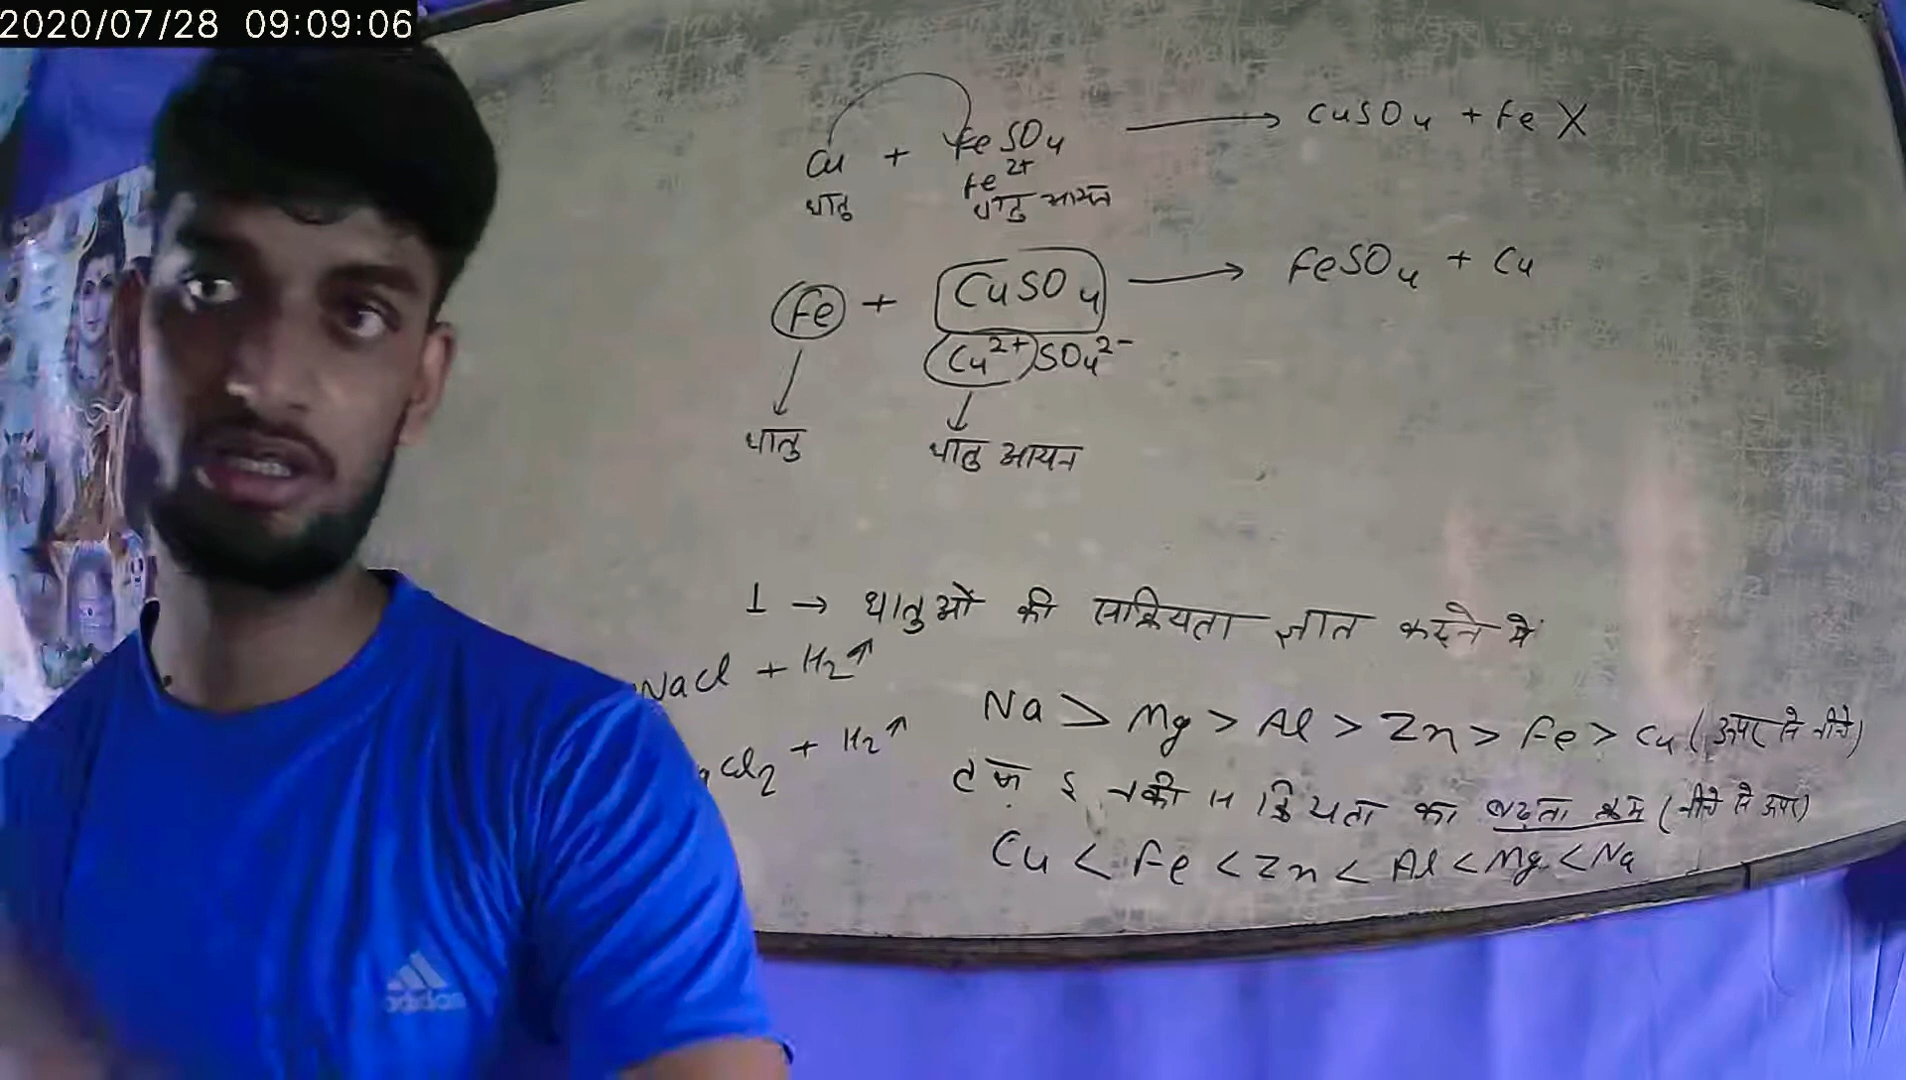 2020/07/28 09:09:06
Cu + FeSO4 → CuSO4 + Fe X
Fe2+
धातु धातु आयन
Fe + CuSO4 → FeSO4 + Cu
Cu2+ SO42-
धातु धातु आयन
1 → धातुओं की सक्रियता ज्ञात करने में
NaCl + H2↑
Cl2 + H2↑
Na > Mg > Al > Zn > Fe > Cu (ऊपर से नीचे)
इनकी सक्रियता का बढ़ता क्रम (नीचे से ऊपर)
Cu < Fe < Zn < Al < Mg < Na
adidas